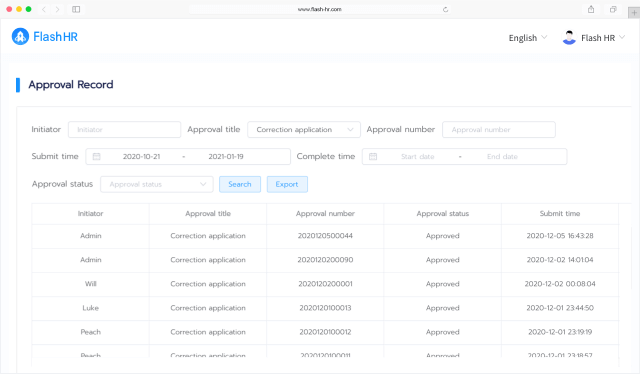 www.flash-hr.com
Flash HR
English
Flash HR
Approval Record
Initiator Initiator Approval title Correction application Approval number Approval number
Submit time 2020-10-21 - 2021-01-19 Complete time Start date - End date
Approval status Approval status Search Export
Initiator Approval title Approval number Approval status Submit time
Admin Correction application 2020120500044 Approved 2020-12-05 16:43:28
Admin Correction application 2020120200090 Approved 2020-12-02 14:01:04
Will Correction application 2020120200001 Approved 2020-12-02 00:08:04
Luke Correction application 2020120100013 Approved 2020-12-01 23:44:50
Peach Correction application 2020120100012 Approved 2020-12-01 23:19:19
Peach Correction application 2020120100011 Approved 2020-12-01 23:18:57